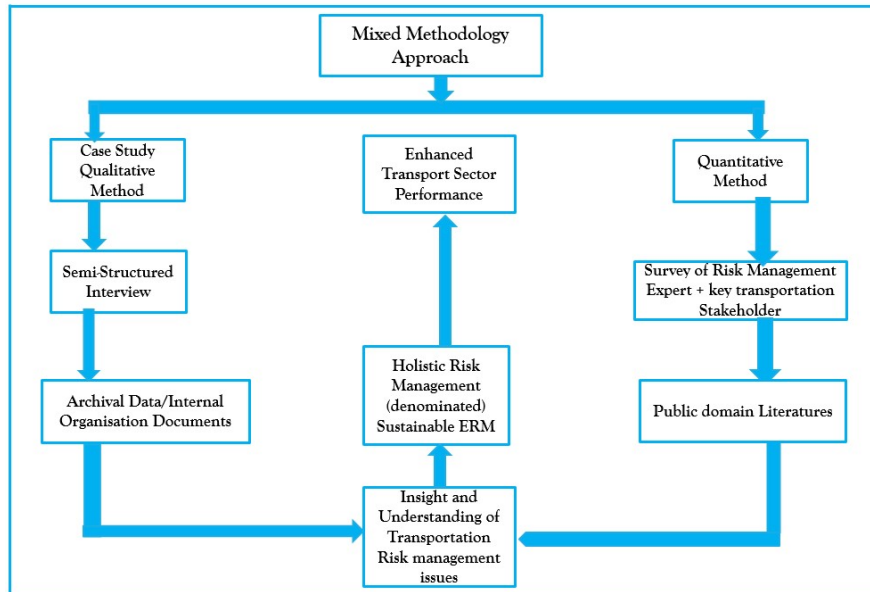 Mixed Methodology
Approach
Case Study
Qualitative
Method
Enhanced
Transport Sector
Performance
Quantitative
Method
Semi-Structured
Interview
Survey of Risk Management
Expert + key transportation
Stakeholder
Archival Data/Internal
Organisation Documents
Holistic Risk
Management
(denominated)
Sustainable ERM
Public domain Literatures
Insight and
Understanding of
Transportation
Risk management
issues